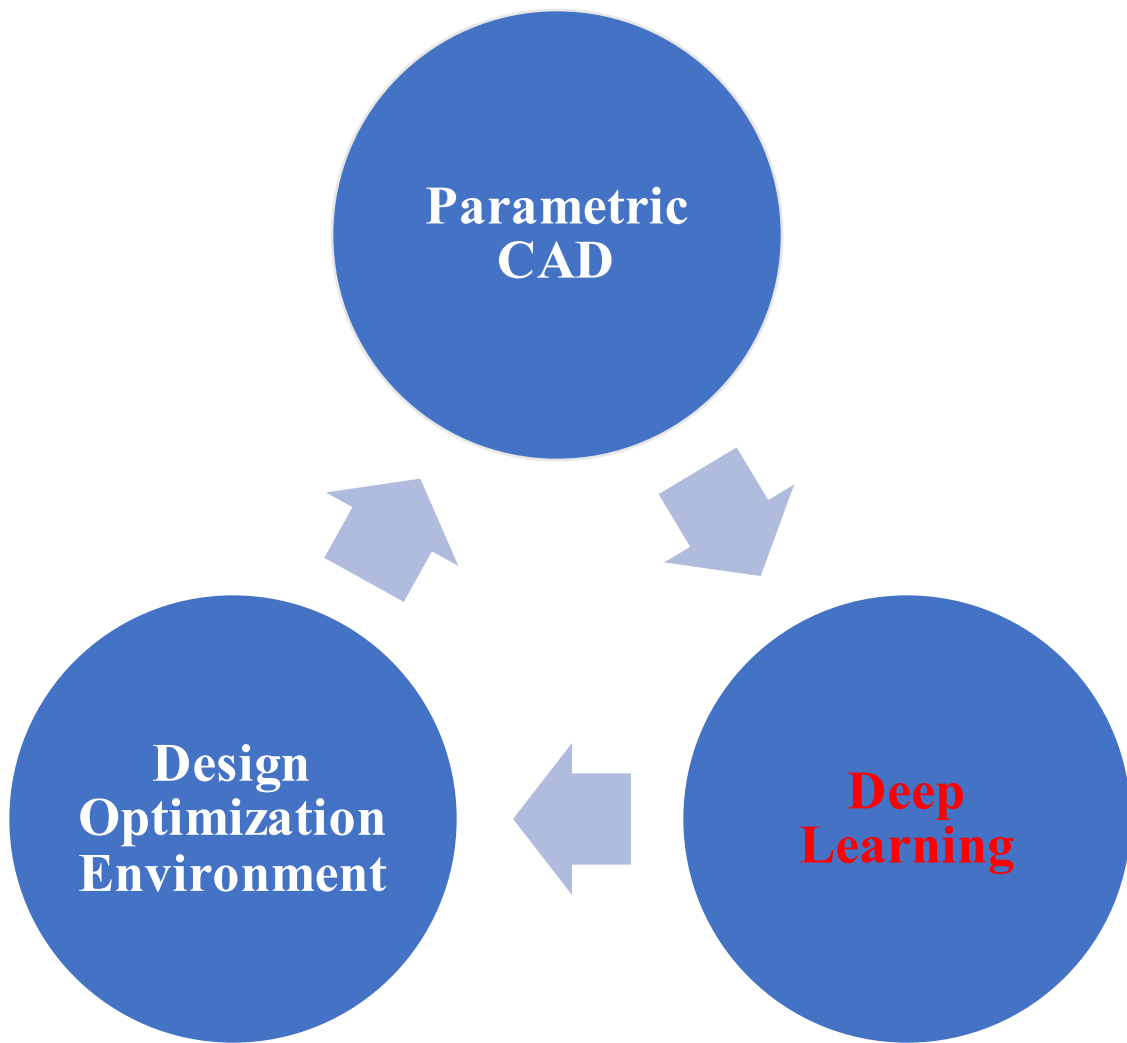 Parametric
CAD
Design
Optimization
Environment
Deep
Learning